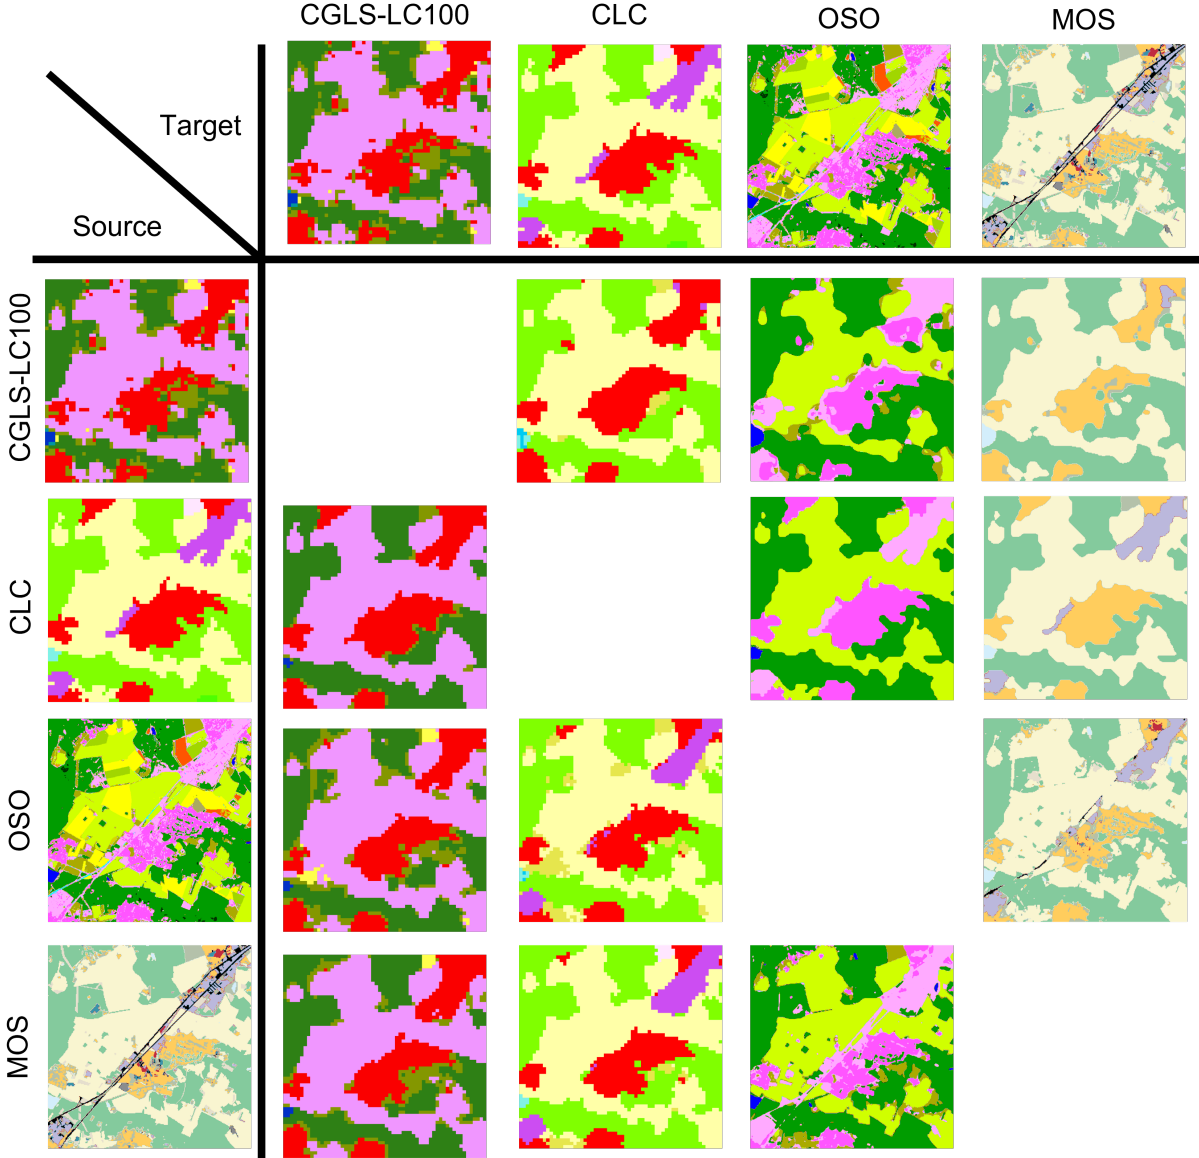 CGLS-LC100 CLC OSO MOS
Target
Source
CGLS-LC100
CLC
OSO
MOS